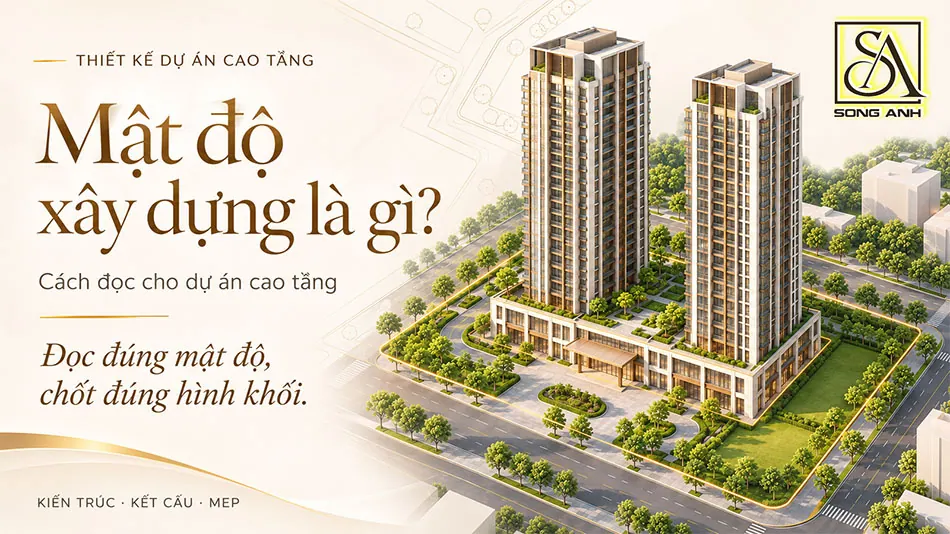 THIẾT KẾ DỰ ÁN CAO TẦNG
Mật độ
xây dựng là gì?
Cách đọc cho dự án cao tầng
Đọc đúng mật độ,
chốt đúng hình khối.
KIẾN TRÚC · KẾT CẤU · MEP
SA
SONG ANH